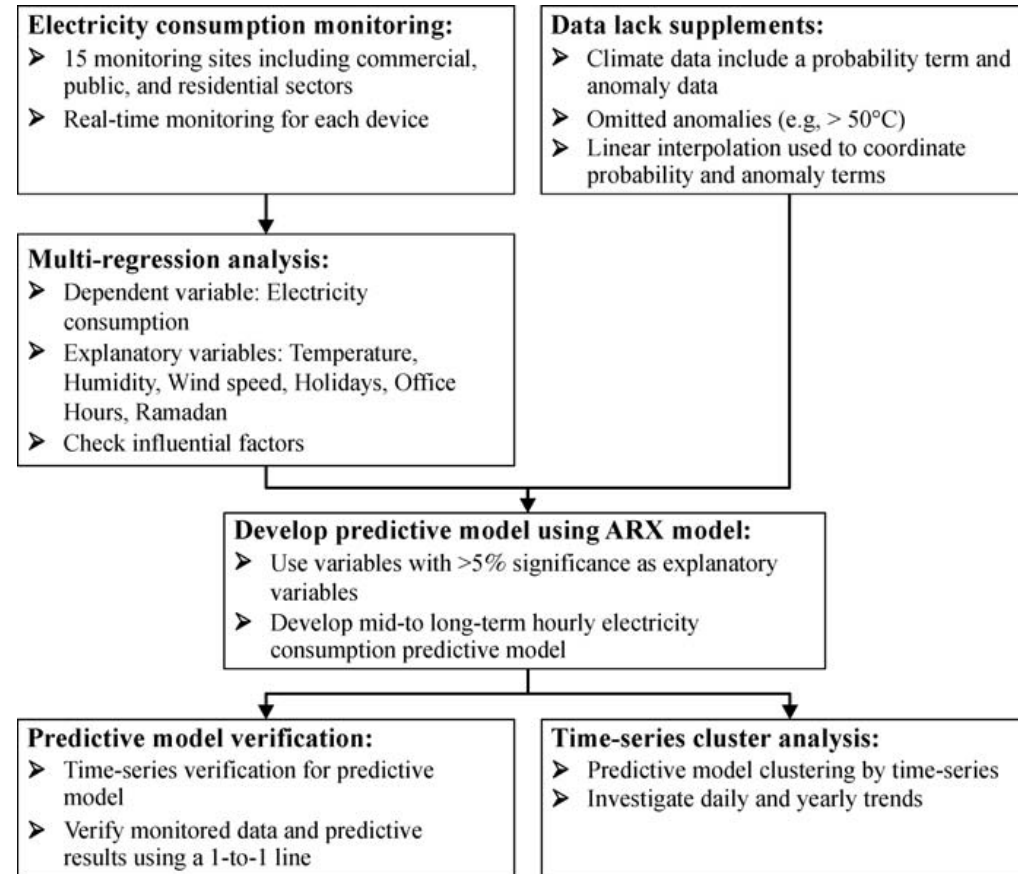 Electricity consumption monitoring:
➤ 15 monitoring sites including commercial,
public, and residential sectors
➤ Real-time monitoring for each device
Data lack supplements:
➤ Climate data include a probability term and
anomaly data
➤ Omitted anomalies (e.g, > 50°C)
➤ Linear interpolation used to coordinate
probability and anomaly terms
Multi-regression analysis:
➤ Dependent variable: Electricity
consumption
➤ Explanatory variables: Temperature,
Humidity, Wind speed, Holidays, Office
Hours, Ramadan
➤ Check influential factors
Develop predictive model using ARX model:
➤ Use variables with >5% significance as explanatory
variables
➤ Develop mid-to long-term hourly electricity
consumption predictive model
Predictive model verification:
➤ Time-series verification for predictive
model
➤ Verify monitored data and predictive
results using a 1-to-1 line
Time-series cluster analysis:
➤ Predictive model clustering by time-series
➤ Investigate daily and yearly trends